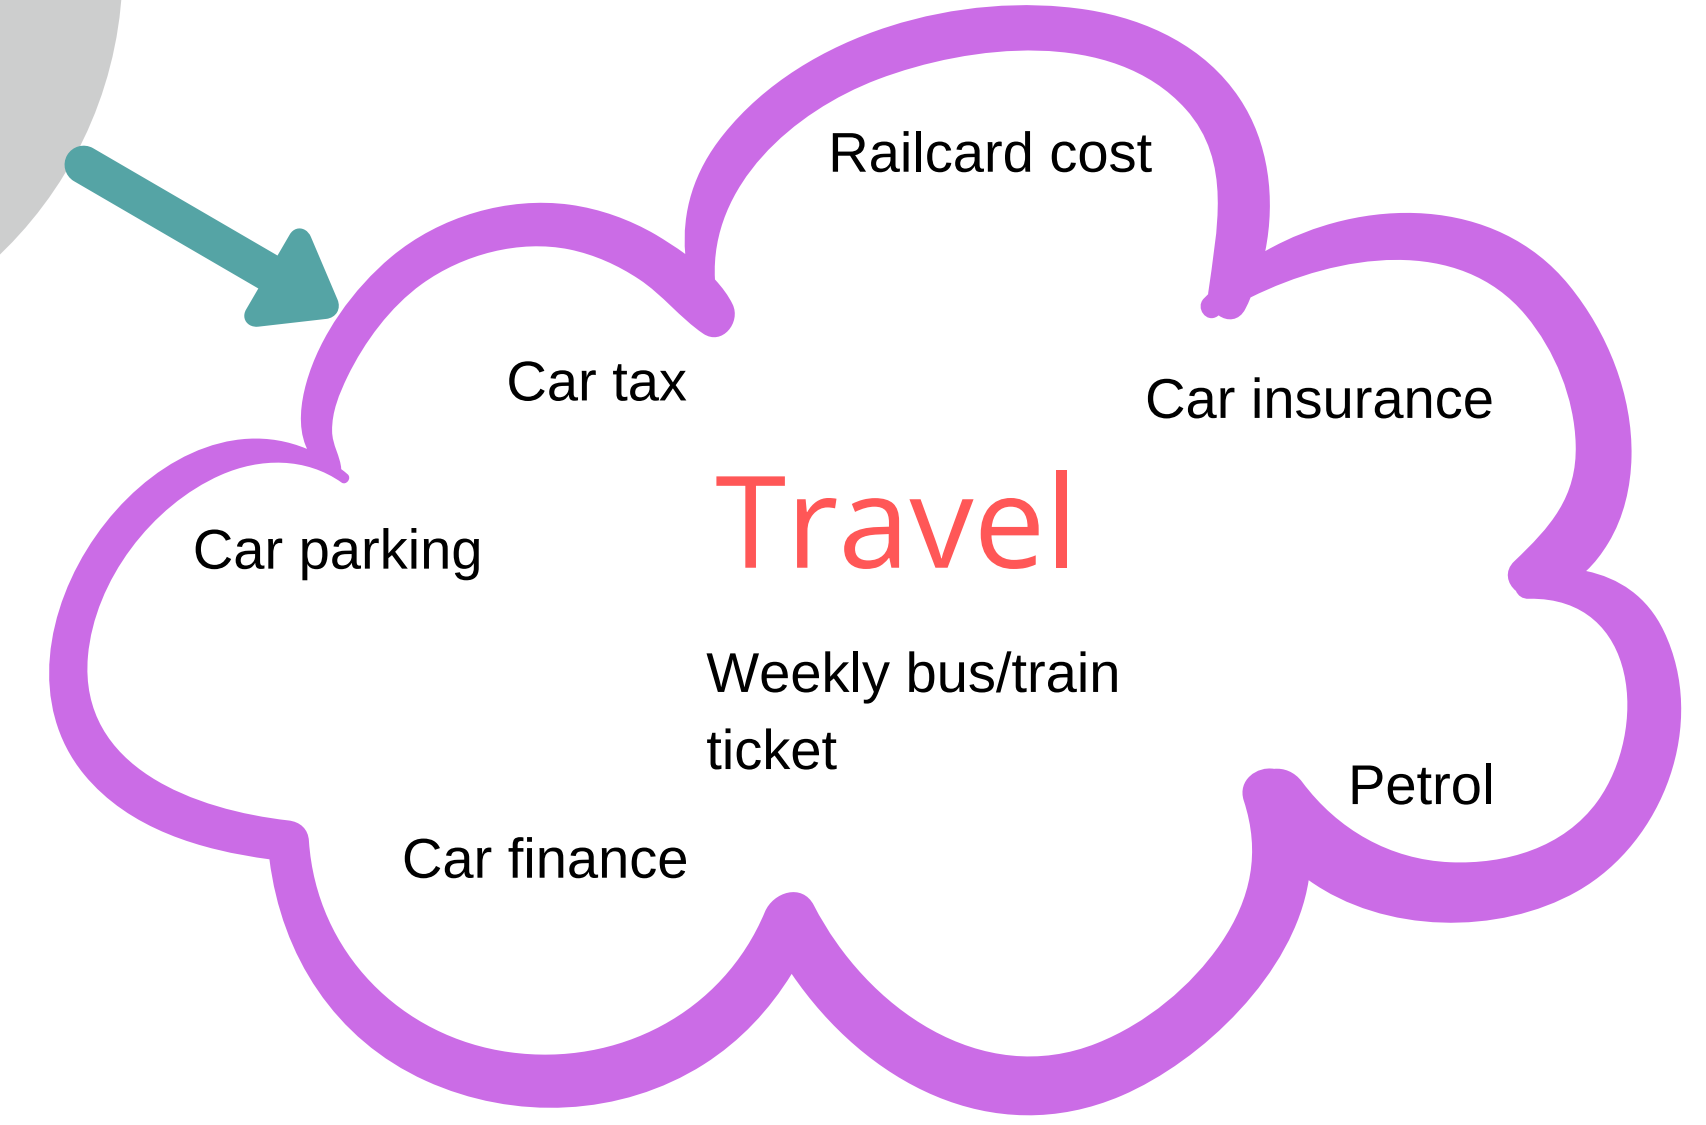 Railcard cost
Car tax
Car insurance
Travel
Car parking
Weekly bus/train
ticket
Petrol
Car finance